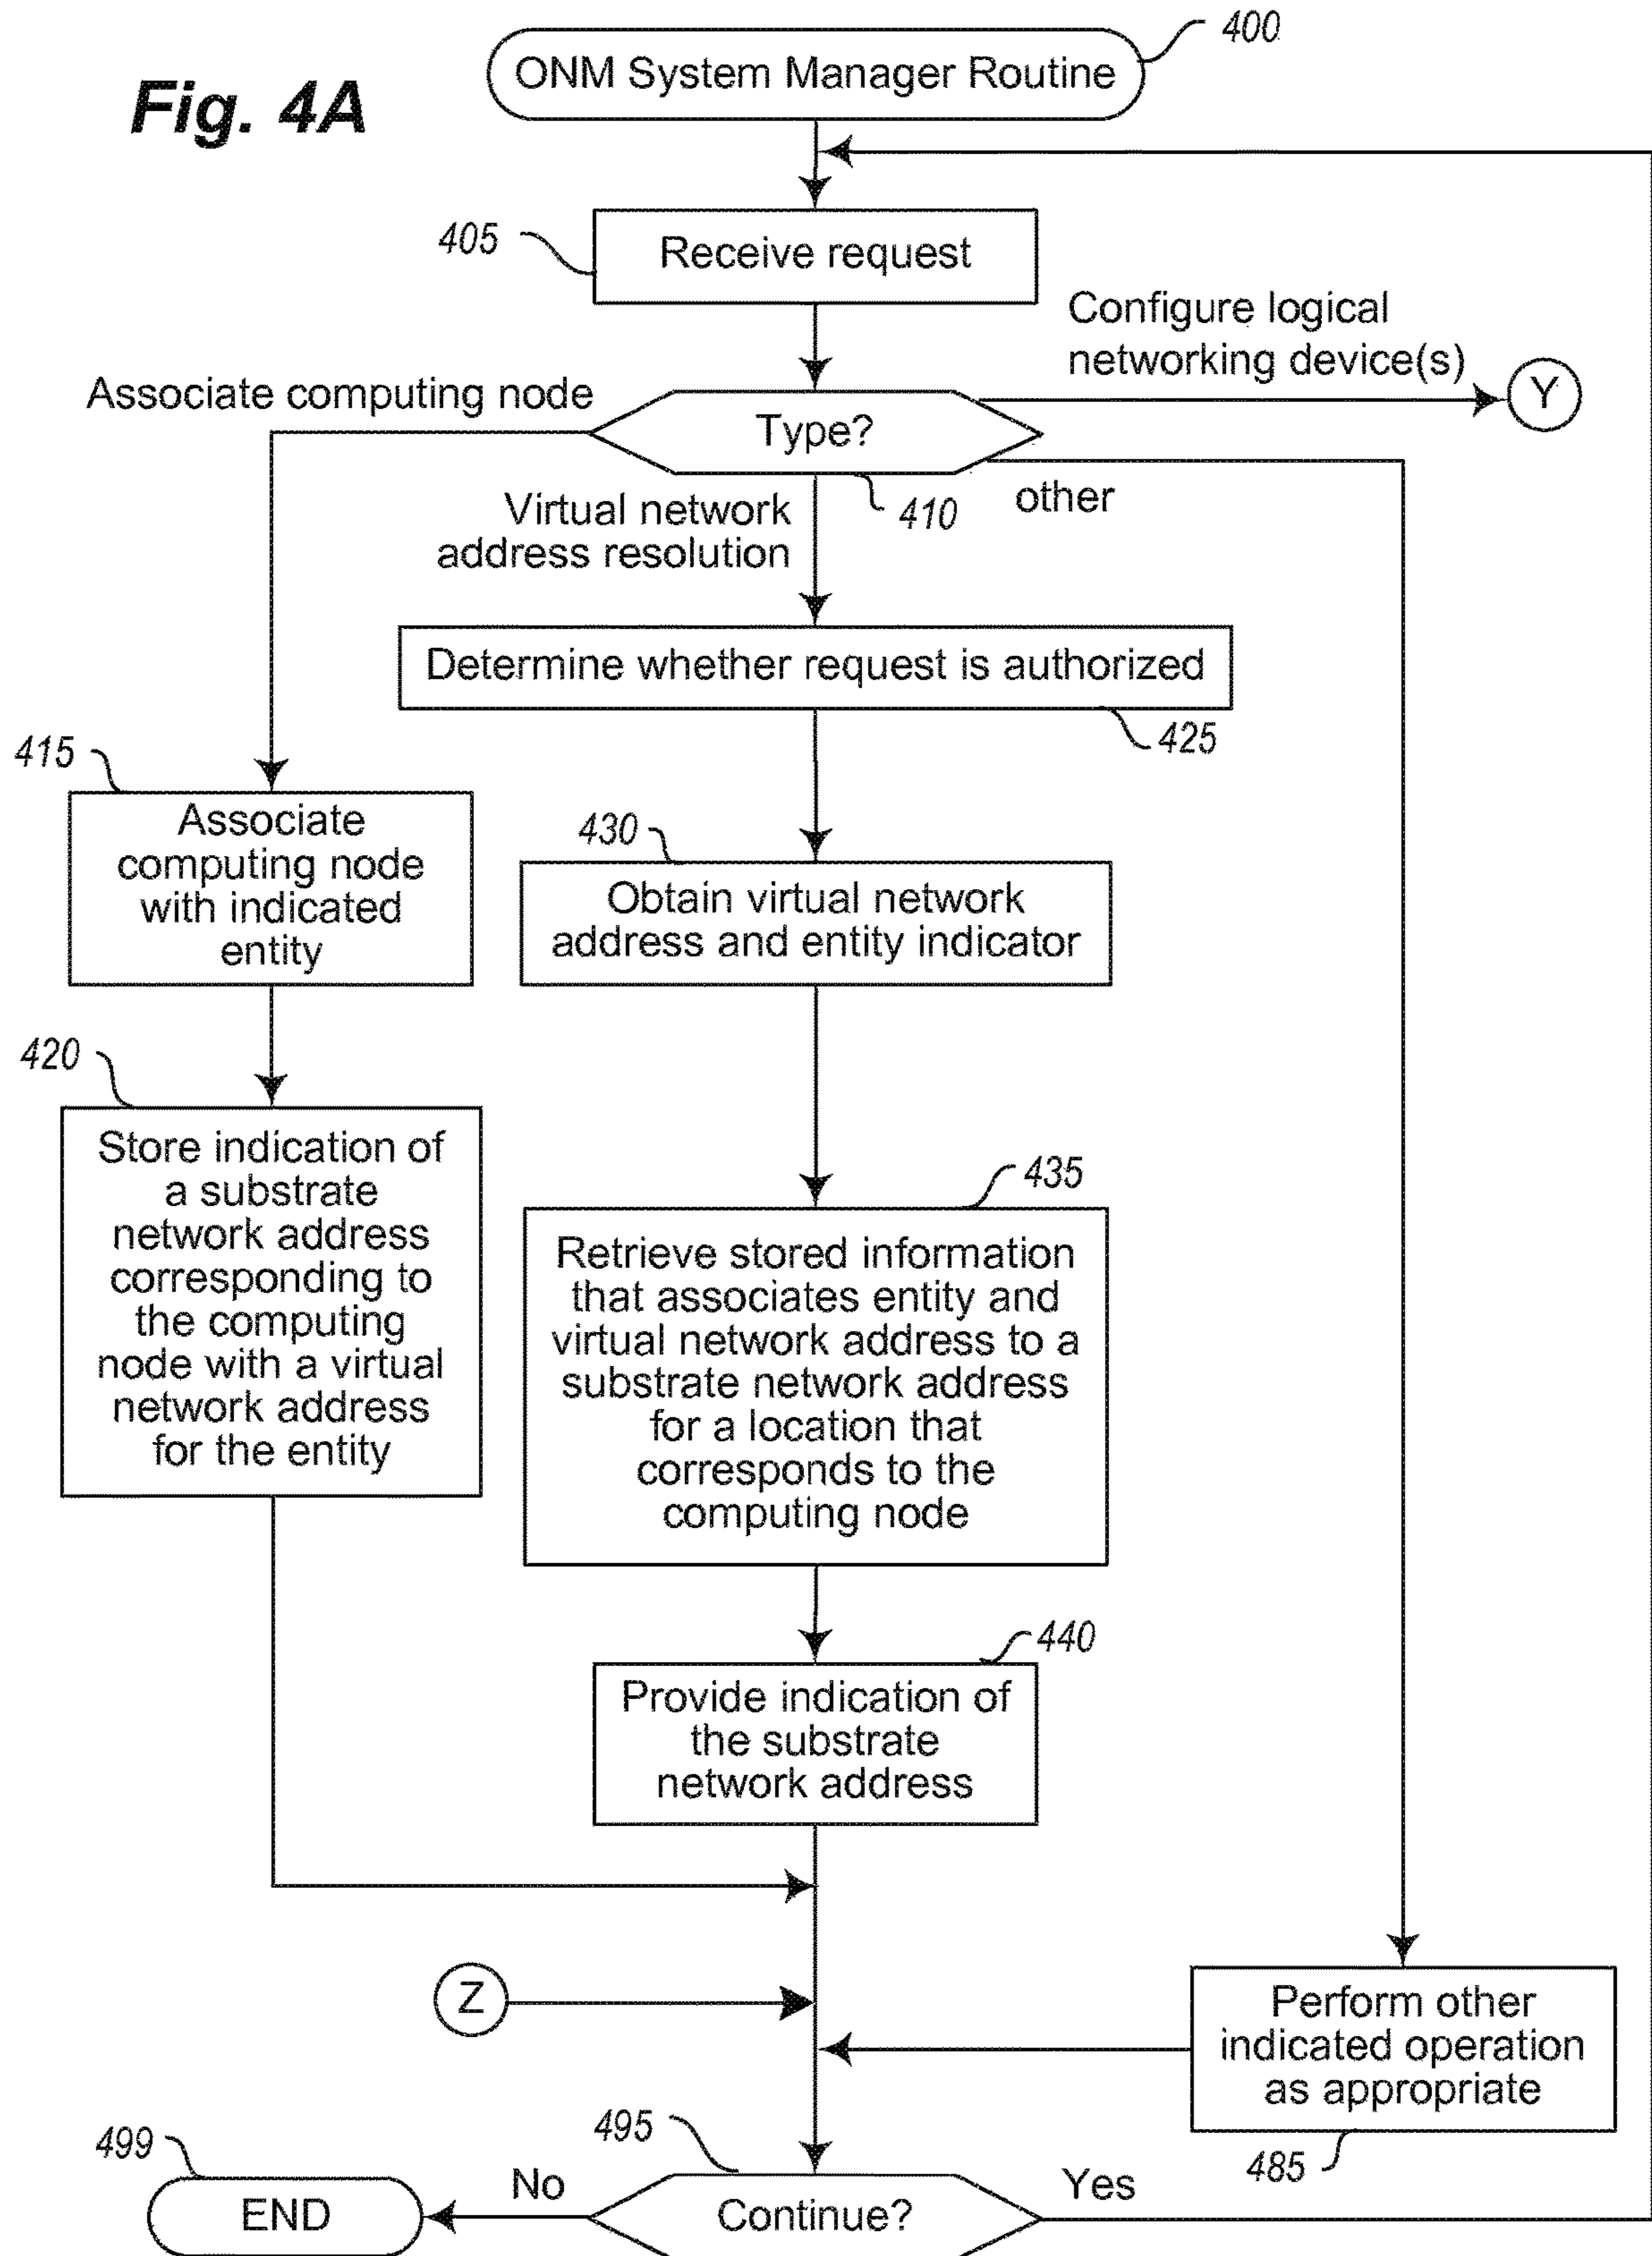 Fig. 4A
ONM System Manager Routine
400
405
Receive request
Configure logical
networking device(s)
Y
Associate computing node
Type?
410
other
Virtual network
address resolution
Determine whether request is authorized
425
415
Associate
computing node
with indicated
entity
430
Obtain virtual network
address and entity indicator
420
Store indication of
a substrate
network address
corresponding to
the computing
node with a virtual
network address
for the entity
435
Retrieve stored information
that associates entity and
virtual network address to a
substrate network address
for a location that
corresponds to the
computing node
440
Provide indication of
the substrate
network address
Z
Perform other
indicated operation
as appropriate
485
495
Continue?
Yes
No
499
END